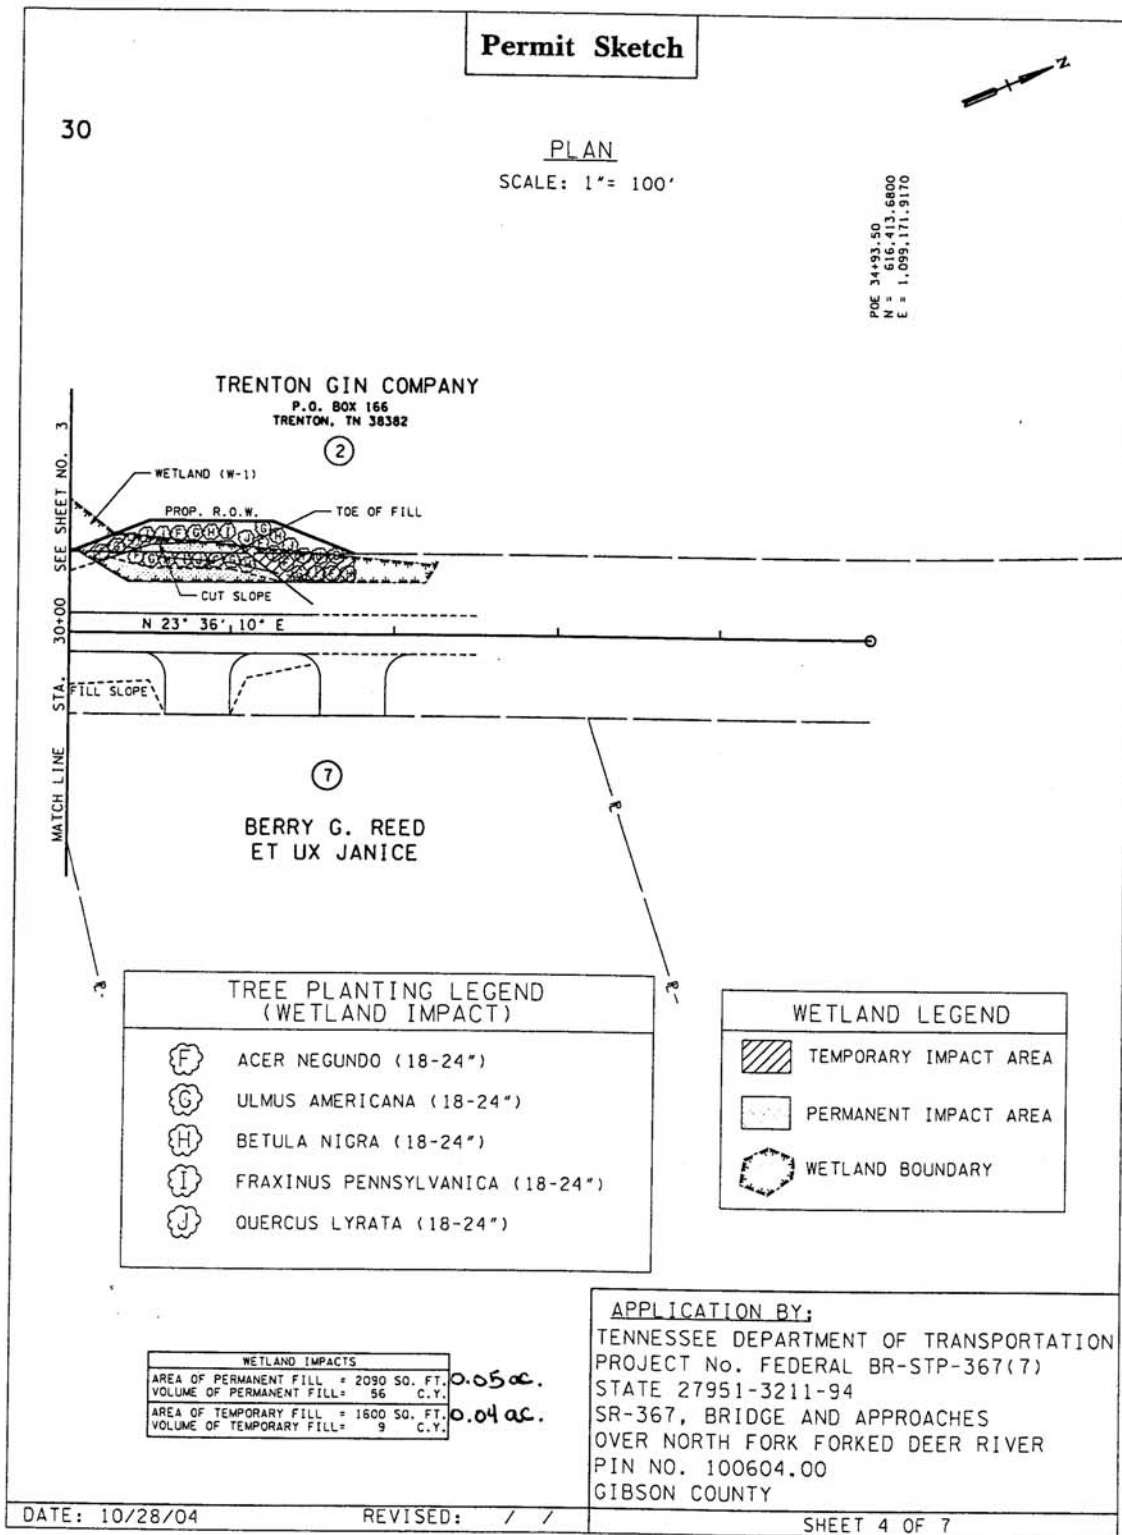 Permit Sketch
N
30
PLAN
SCALE: 1"= 100'
POE 34+93.50
N = 616,413.6800
E = 1,099,171.9170
TRENTON GIN COMPANY
P.O. BOX 166
TRENTON, TN 38382
2
WETLAND (W-1)
PROP. R.O.W.
TOE OF FILL
CUT SLOPE
N 23° 36' 10" E
FILL SLOPE
MATCH LINE STA. 30+00 SEE SHEET NO. 3
7
BERRY G. REED
ET UX JANICE
TREE PLANTING LEGEND
(WETLAND IMPACT)
F ACER NEGUNDO (18-24")
G ULMUS AMERICANA (18-24")
H BETULA NIGRA (18-24")
I FRAXINUS PENNSYLVANICA (18-24")
J QUERCUS LYRATA (18-24")
WETLAND LEGEND
TEMPORARY IMPACT AREA
PERMANENT IMPACT AREA
WETLAND BOUNDARY
WETLAND IMPACTS
AREA OF PERMANENT FILL = 2090 SQ. FT. 0.05 ac.
VOLUME OF PERMANENT FILL= 56 C.Y.
AREA OF TEMPORARY FILL = 1600 SQ. FT. 0.04 ac.
VOLUME OF TEMPORARY FILL= 9 C.Y.
APPLICATION BY:
TENNESSEE DEPARTMENT OF TRANSPORTATION
PROJECT No. FEDERAL BR-STP-367(7)
STATE 27951-3211-94
SR-367, BRIDGE AND APPROACHES
OVER NORTH FORK FORKED DEER RIVER
PIN NO. 100604.00
GIBSON COUNTY
DATE: 10/28/04 REVISED: / /
SHEET 4 OF 7